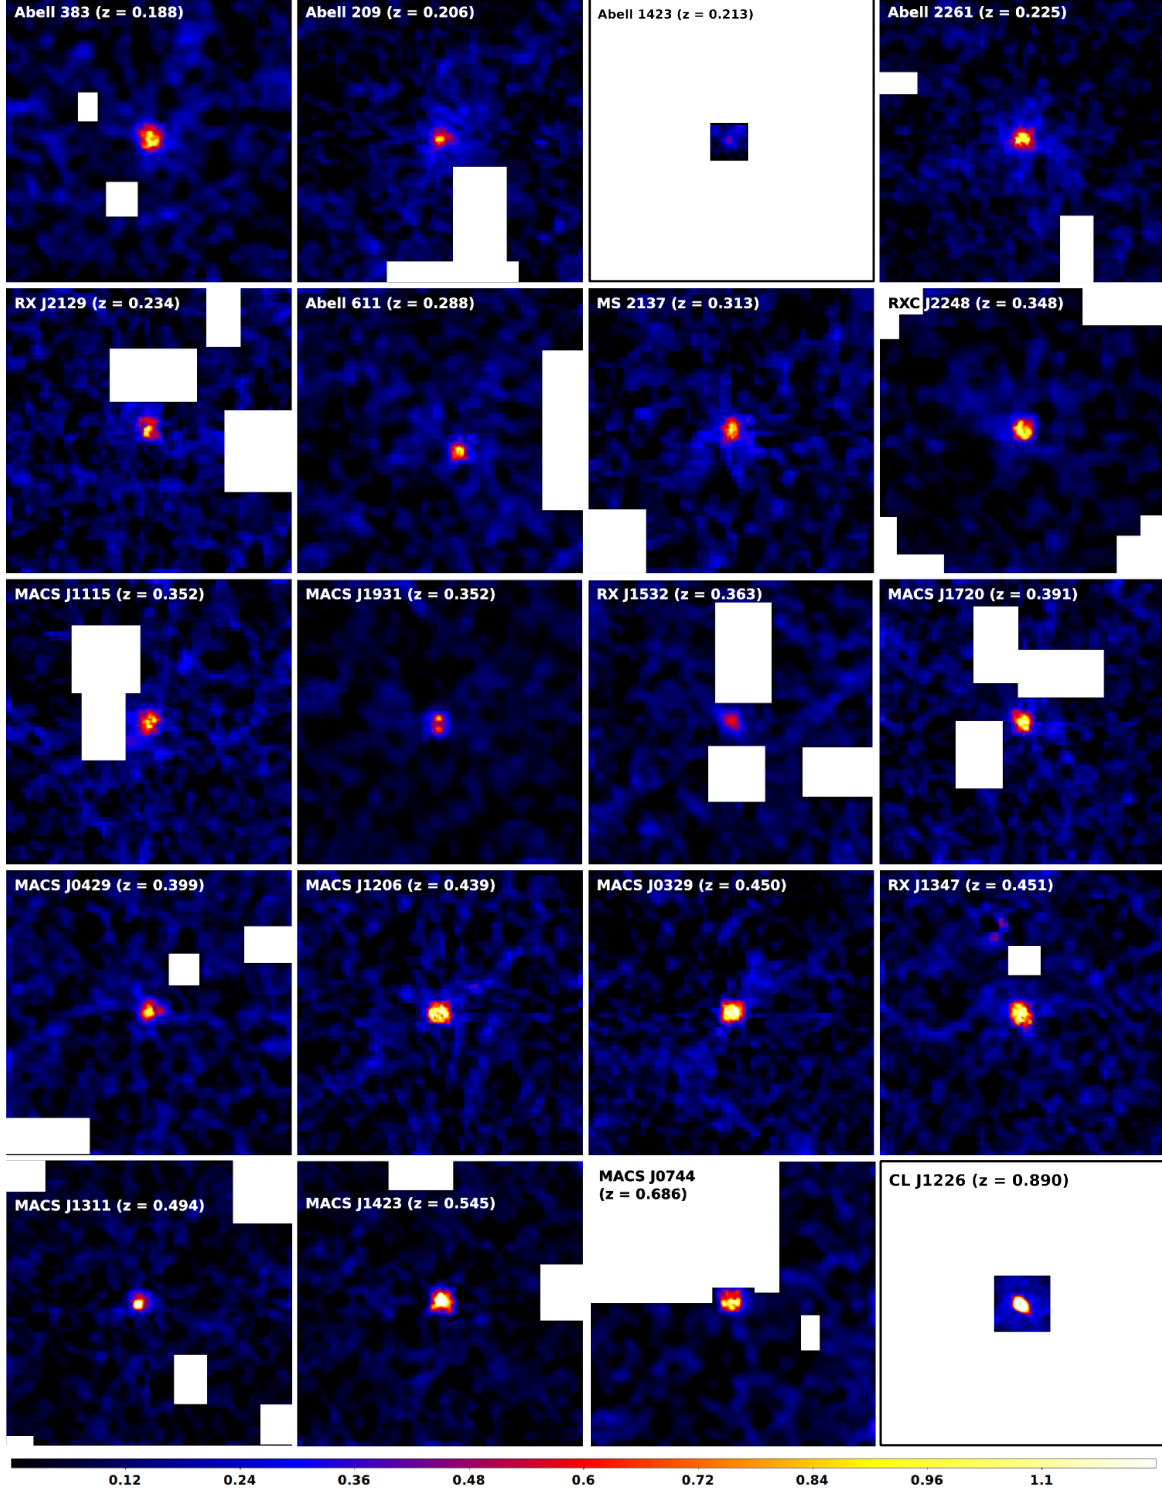 Abell 383 (z = 0.188)
Abell 209 (z = 0.206)
Abell 1423 (z = 0.213)
Abell 2261 (z = 0.225)
RX J2129 (z = 0.234)
Abell 611 (z = 0.288)
MS 2137 (z = 0.313)
RXC J2248 (z = 0.348)
MACS J1115 (z = 0.352)
MACS J1931 (z = 0.352)
RX J1532 (z = 0.363)
MACS J1720 (z = 0.391)
MACS J0429 (z = 0.399)
MACS J1206 (z = 0.439)
MACS J0329 (z = 0.450)
RX J1347 (z = 0.451)
MACS J1311 (z = 0.494)
MACS J1423 (z = 0.545)
MACS J0744
(z = 0.686)
CL J1226 (z = 0.890)
0.12 0.24 0.36 0.48 0.6 0.72 0.84 0.96 1.1